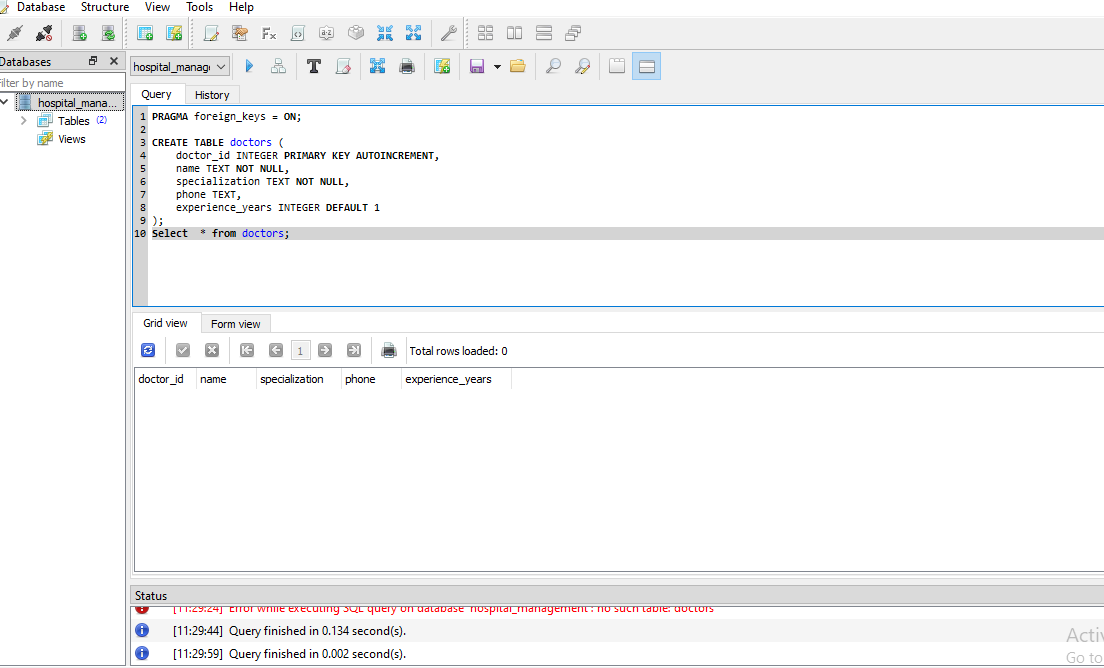 Database Structure View Tools Help
Databases
Filter by name
hospital_mana...
Tables (2)
Views
hospital_manag
Query History
1 PRAGMA foreign_keys = ON;
2
3 CREATE TABLE doctors (
4 doctor_id INTEGER PRIMARY KEY AUTOINCREMENT,
5 name TEXT NOT NULL,
6 specialization TEXT NOT NULL,
7 phone TEXT,
8 experience_years INTEGER DEFAULT 1
9 );
10 Select * from doctors;
Grid view Form view
1 Total rows loaded: 0
doctor_id name specialization phone experience_years
Status
[11:29:24] Error while executing SQL query on database 'hospital_management': no such table: doctors
[11:29:44] Query finished in 0.134 second(s).
[11:29:59] Query finished in 0.002 second(s).
Activ
Go to